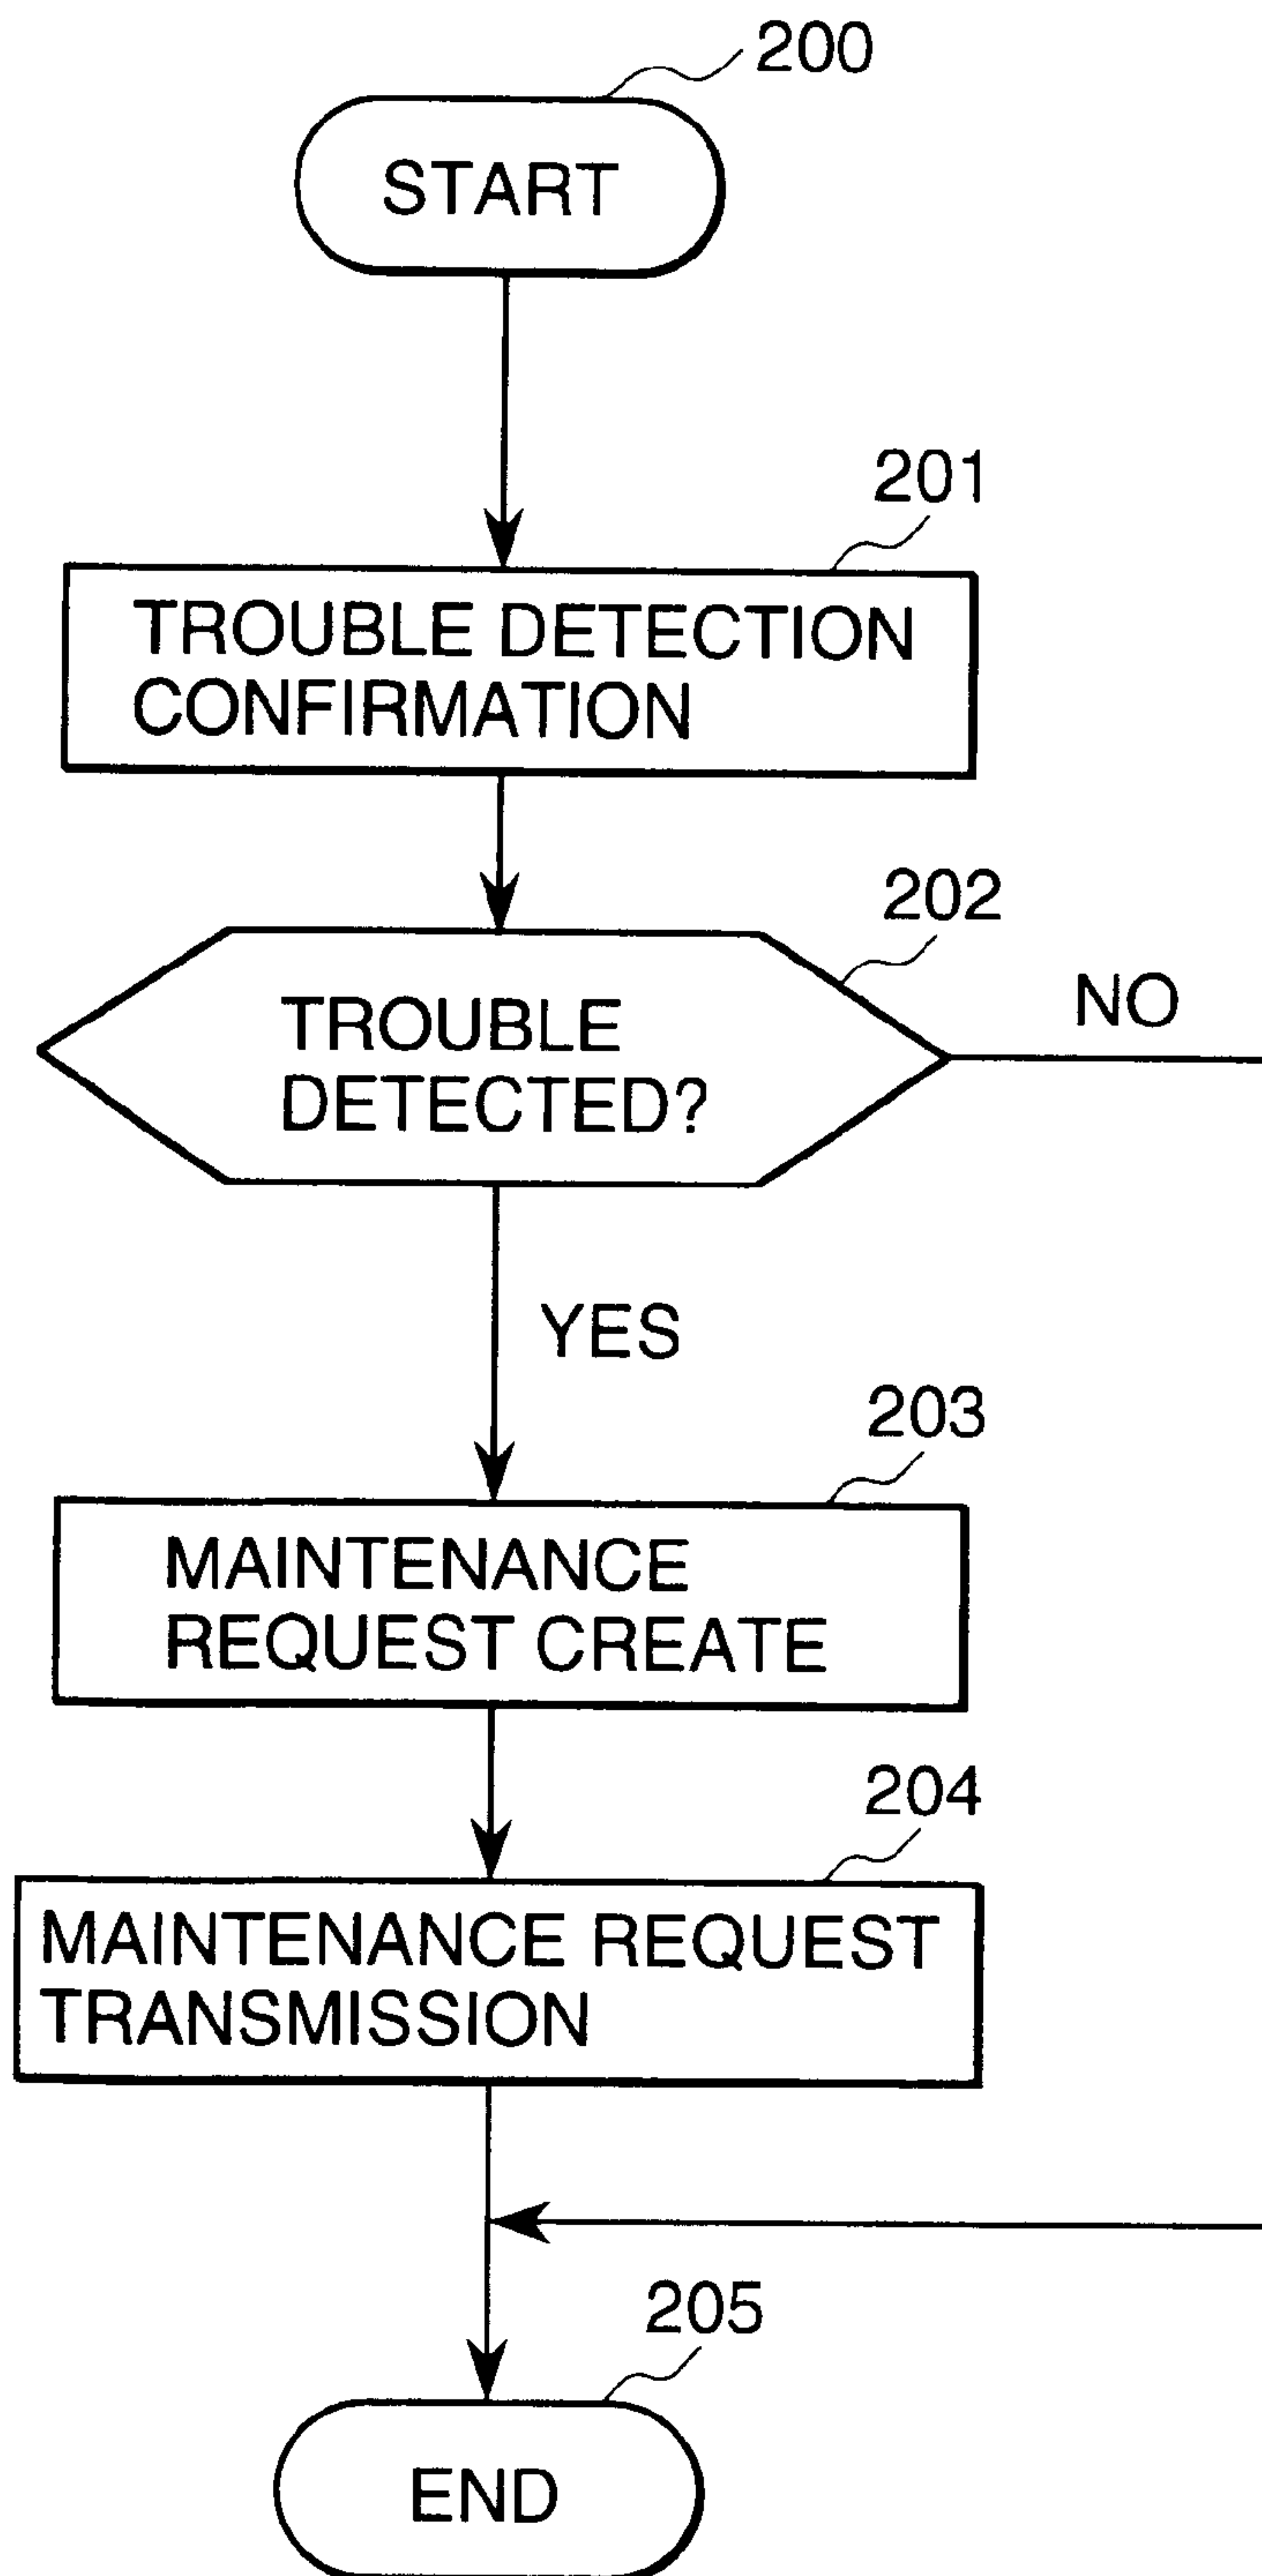 200
START
201
TROUBLE DETECTION
CONFIRMATION
202
TROUBLE
DETECTED?
NO
YES
203
MAINTENANCE
REQUEST CREATE
204
MAINTENANCE REQUEST
TRANSMISSION
205
END